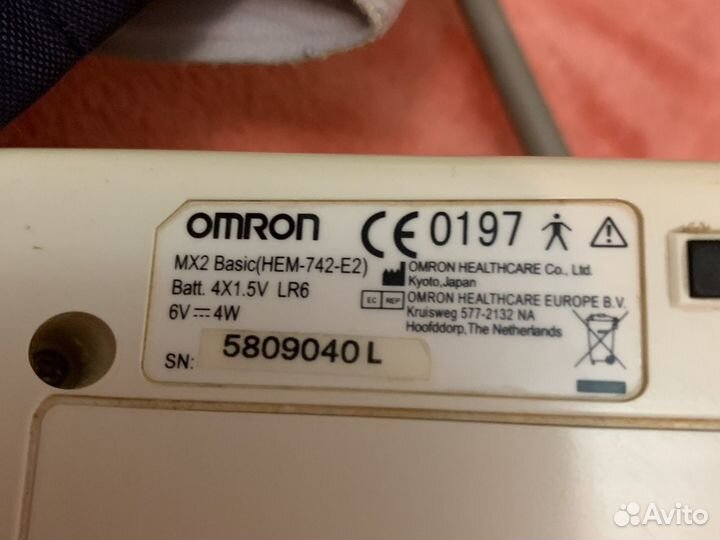 OMRON CE 0197
MX2 Basic(HEM-742-E2)
Batt. 4X1.5V LR6
6V⎓4W
SN: 5809040 L
OMRON HEALTHCARE Co., Ltd.
Kyoto,Japan
EC REP OMRON HEALTHCARE EUROPE B.V.
Kruisweg 577-2132 NA
Hoofddorp,The Netherlands
Avito